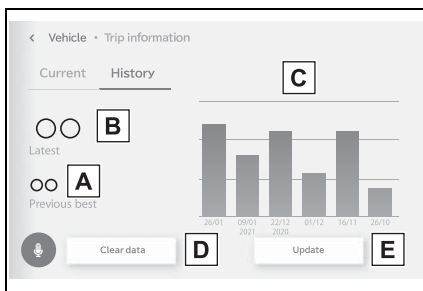 Vehicle • Trip information
Current History
C
B
Latest
A
Previous best
26/01 09/01 22/12 01/12 16/11 26/10
2021 2020
Clear data D Update E